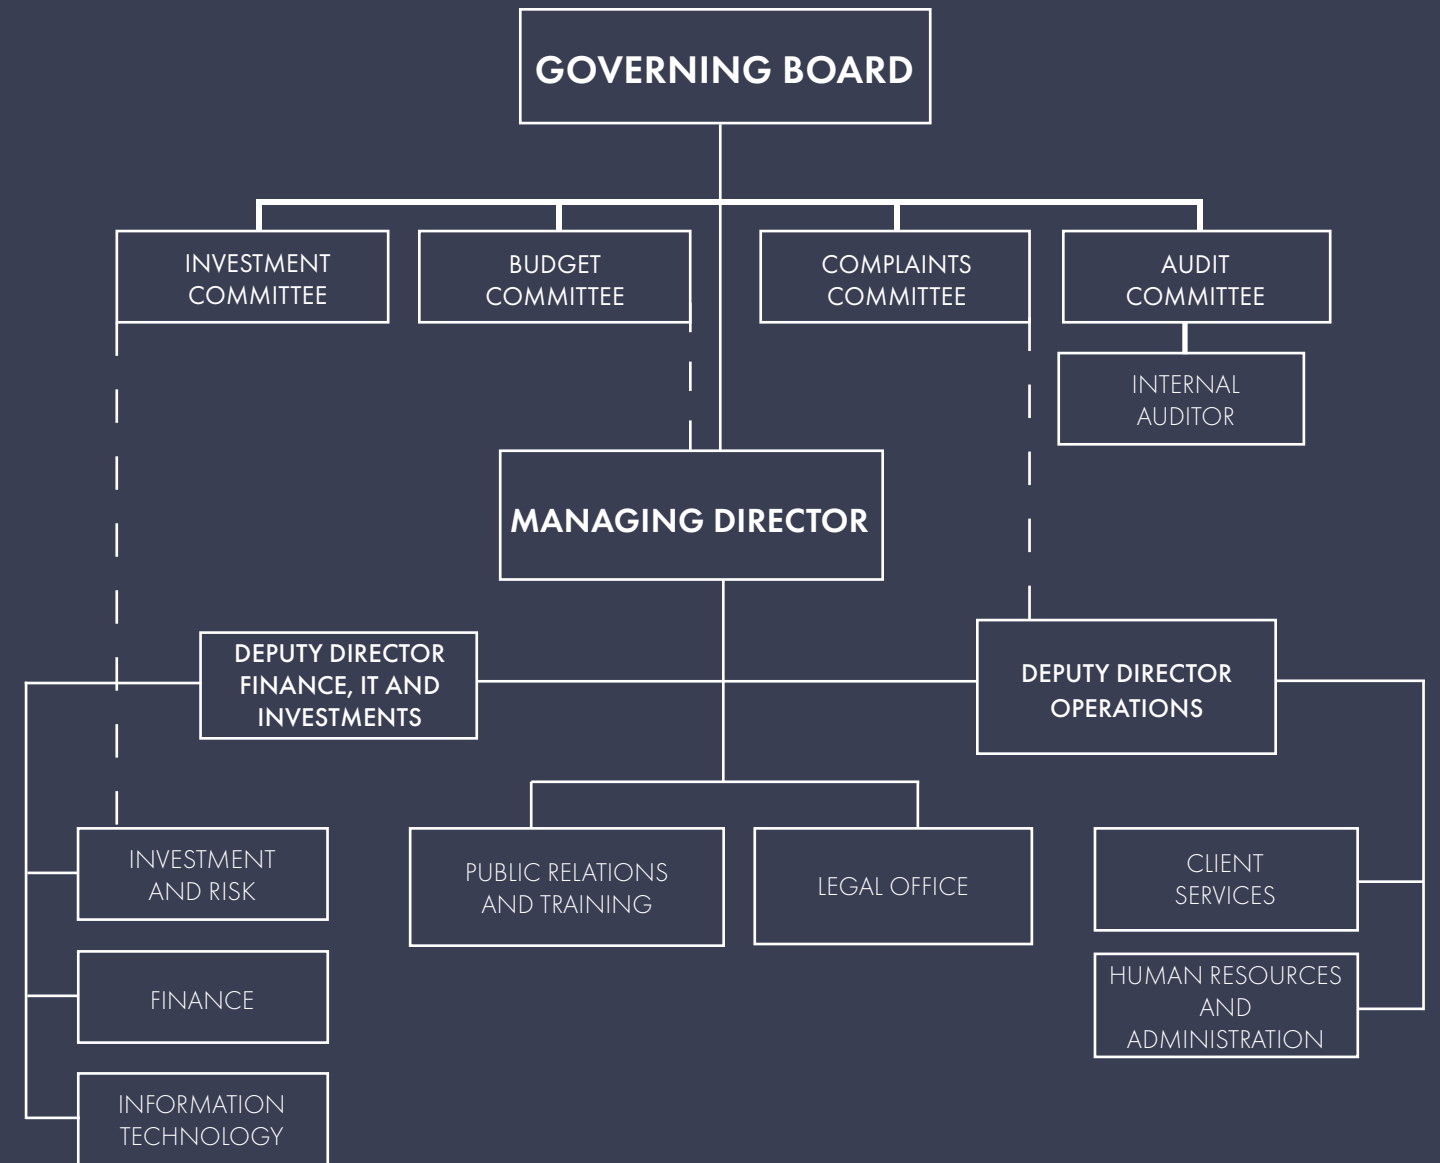 GOVERNING BOARD
INVESTMENT
COMMITTEE
BUDGET
COMMITTEE
COMPLAINTS
COMMITTEE
AUDIT
COMMITTEE
INTERNAL
AUDITOR
MANAGING DIRECTOR
DEPUTY DIRECTOR
FINANCE, IT AND
INVESTMENTS
DEPUTY DIRECTOR
OPERATIONS
INVESTMENT
AND RISK
PUBLIC RELATIONS
AND TRAINING
LEGAL OFFICE
CLIENT
SERVICES
FINANCE
HUMAN RESOURCES
AND
ADMINISTRATION
INFORMATION
TECHNOLOGY